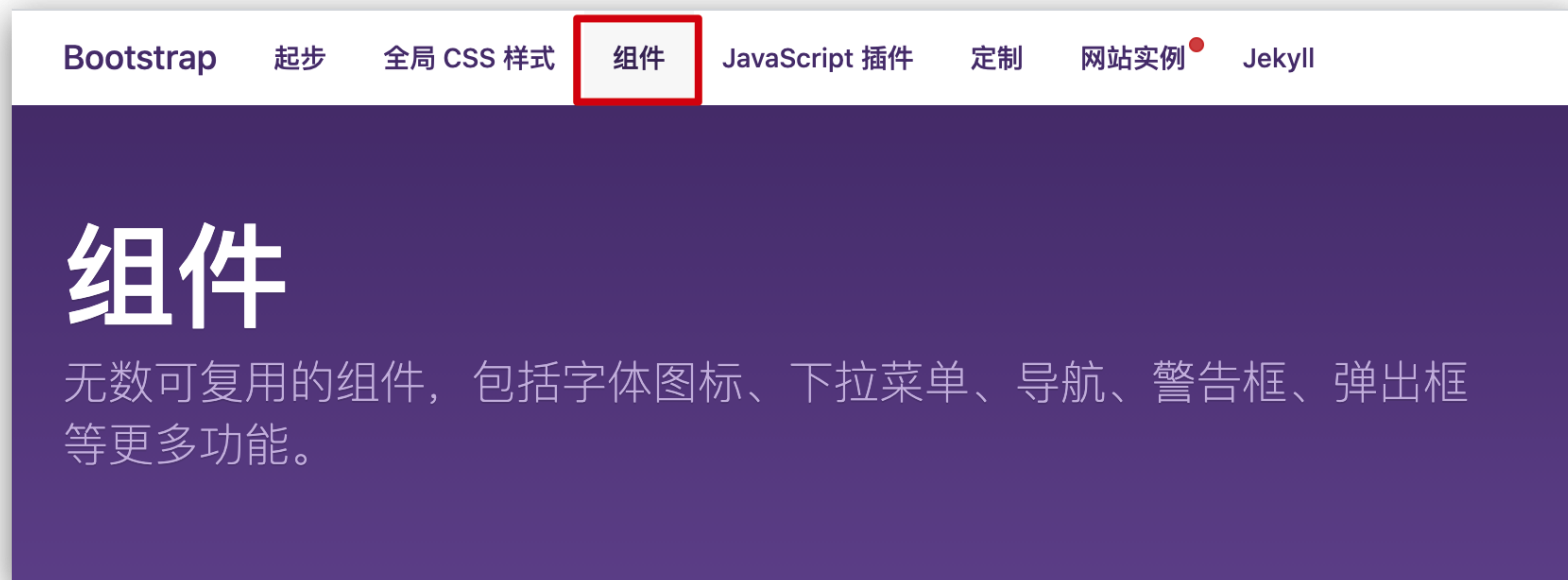 Bootstrap 起步 全局 CSS 样式 组件 JavaScript 插件 定制 网站实例 Jekyll
组件
无数可复用的组件，包括字体图标、下拉菜单、导航、警告框、弹出框
等更多功能。